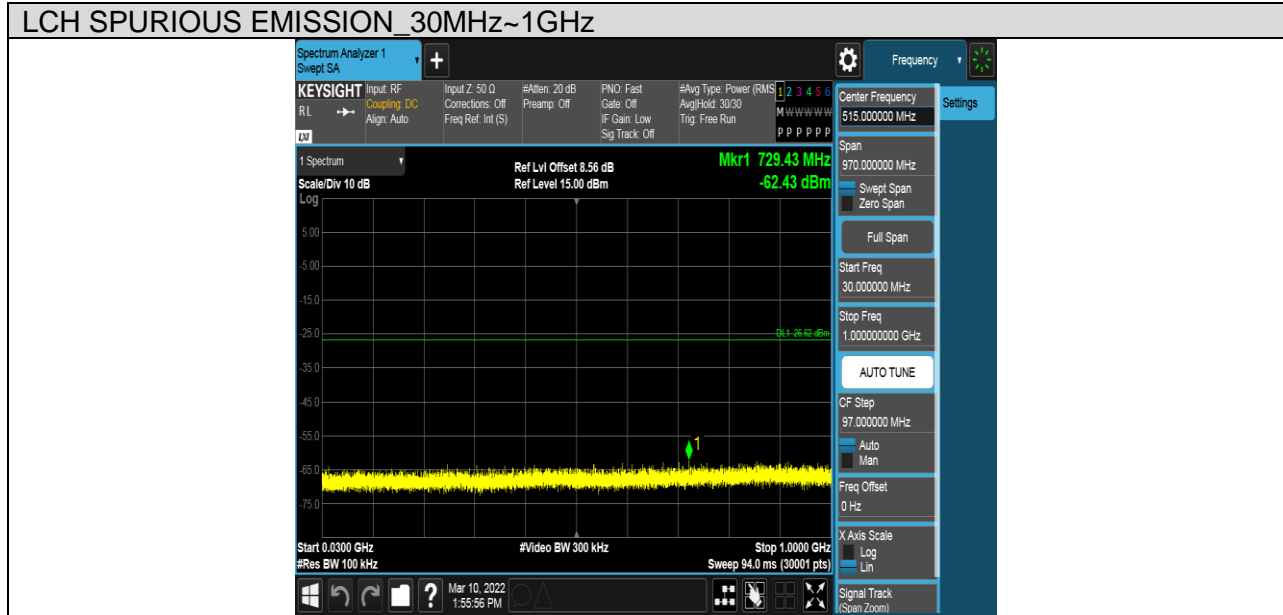 LCH SPURIOUS EMISSION_30MHz~1GHz
Spectrum Analyzer 1
Swept SA
+
Frequency
KEYSIGHT
RL
LXI
Input: RF
Coupling: DC
Align: Auto
Input Z: 50 Ω
Corrections: Off
Freq Ref: Int (S)
#Atten: 20 dB
Preamp: Off
PNO: Fast
Gate: Off
IF Gain: Low
Sig Track: Off
#Avg Type: Power (RMS
Avg|Hold: 30/30
Trig: Free Run
1 2 3 4 5 6
M W W W W W
P P P P P P
1 Spectrum
Scale/Div 10 dB
Log
Ref Lvl Offset 8.56 dB
Ref Level 15.00 dBm
Mkr1 729.43 MHz
-62.43 dBm
5.00
-5.00
-15.0
-25.0
DL1 -26.62 dBm
-35.0
-45.0
-55.0
1
-65.0
-75.0
Start 0.0300 GHz
#Res BW 100 kHz
#Video BW 300 kHz
Stop 1.0000 GHz
Sweep 94.0 ms (30001 pts)
?
Mar 10, 2022
1:55:56 PM
Center Frequency
515.000000 MHz
Span
970.000000 MHz
Swept Span
Zero Span
Full Span
Start Freq
30.000000 MHz
Stop Freq
1.000000000 GHz
AUTO TUNE
CF Step
97.000000 MHz
Auto
Man
Freq Offset
0 Hz
X Axis Scale
Log
Lin
Signal Track
(Span Zoom)
Settings